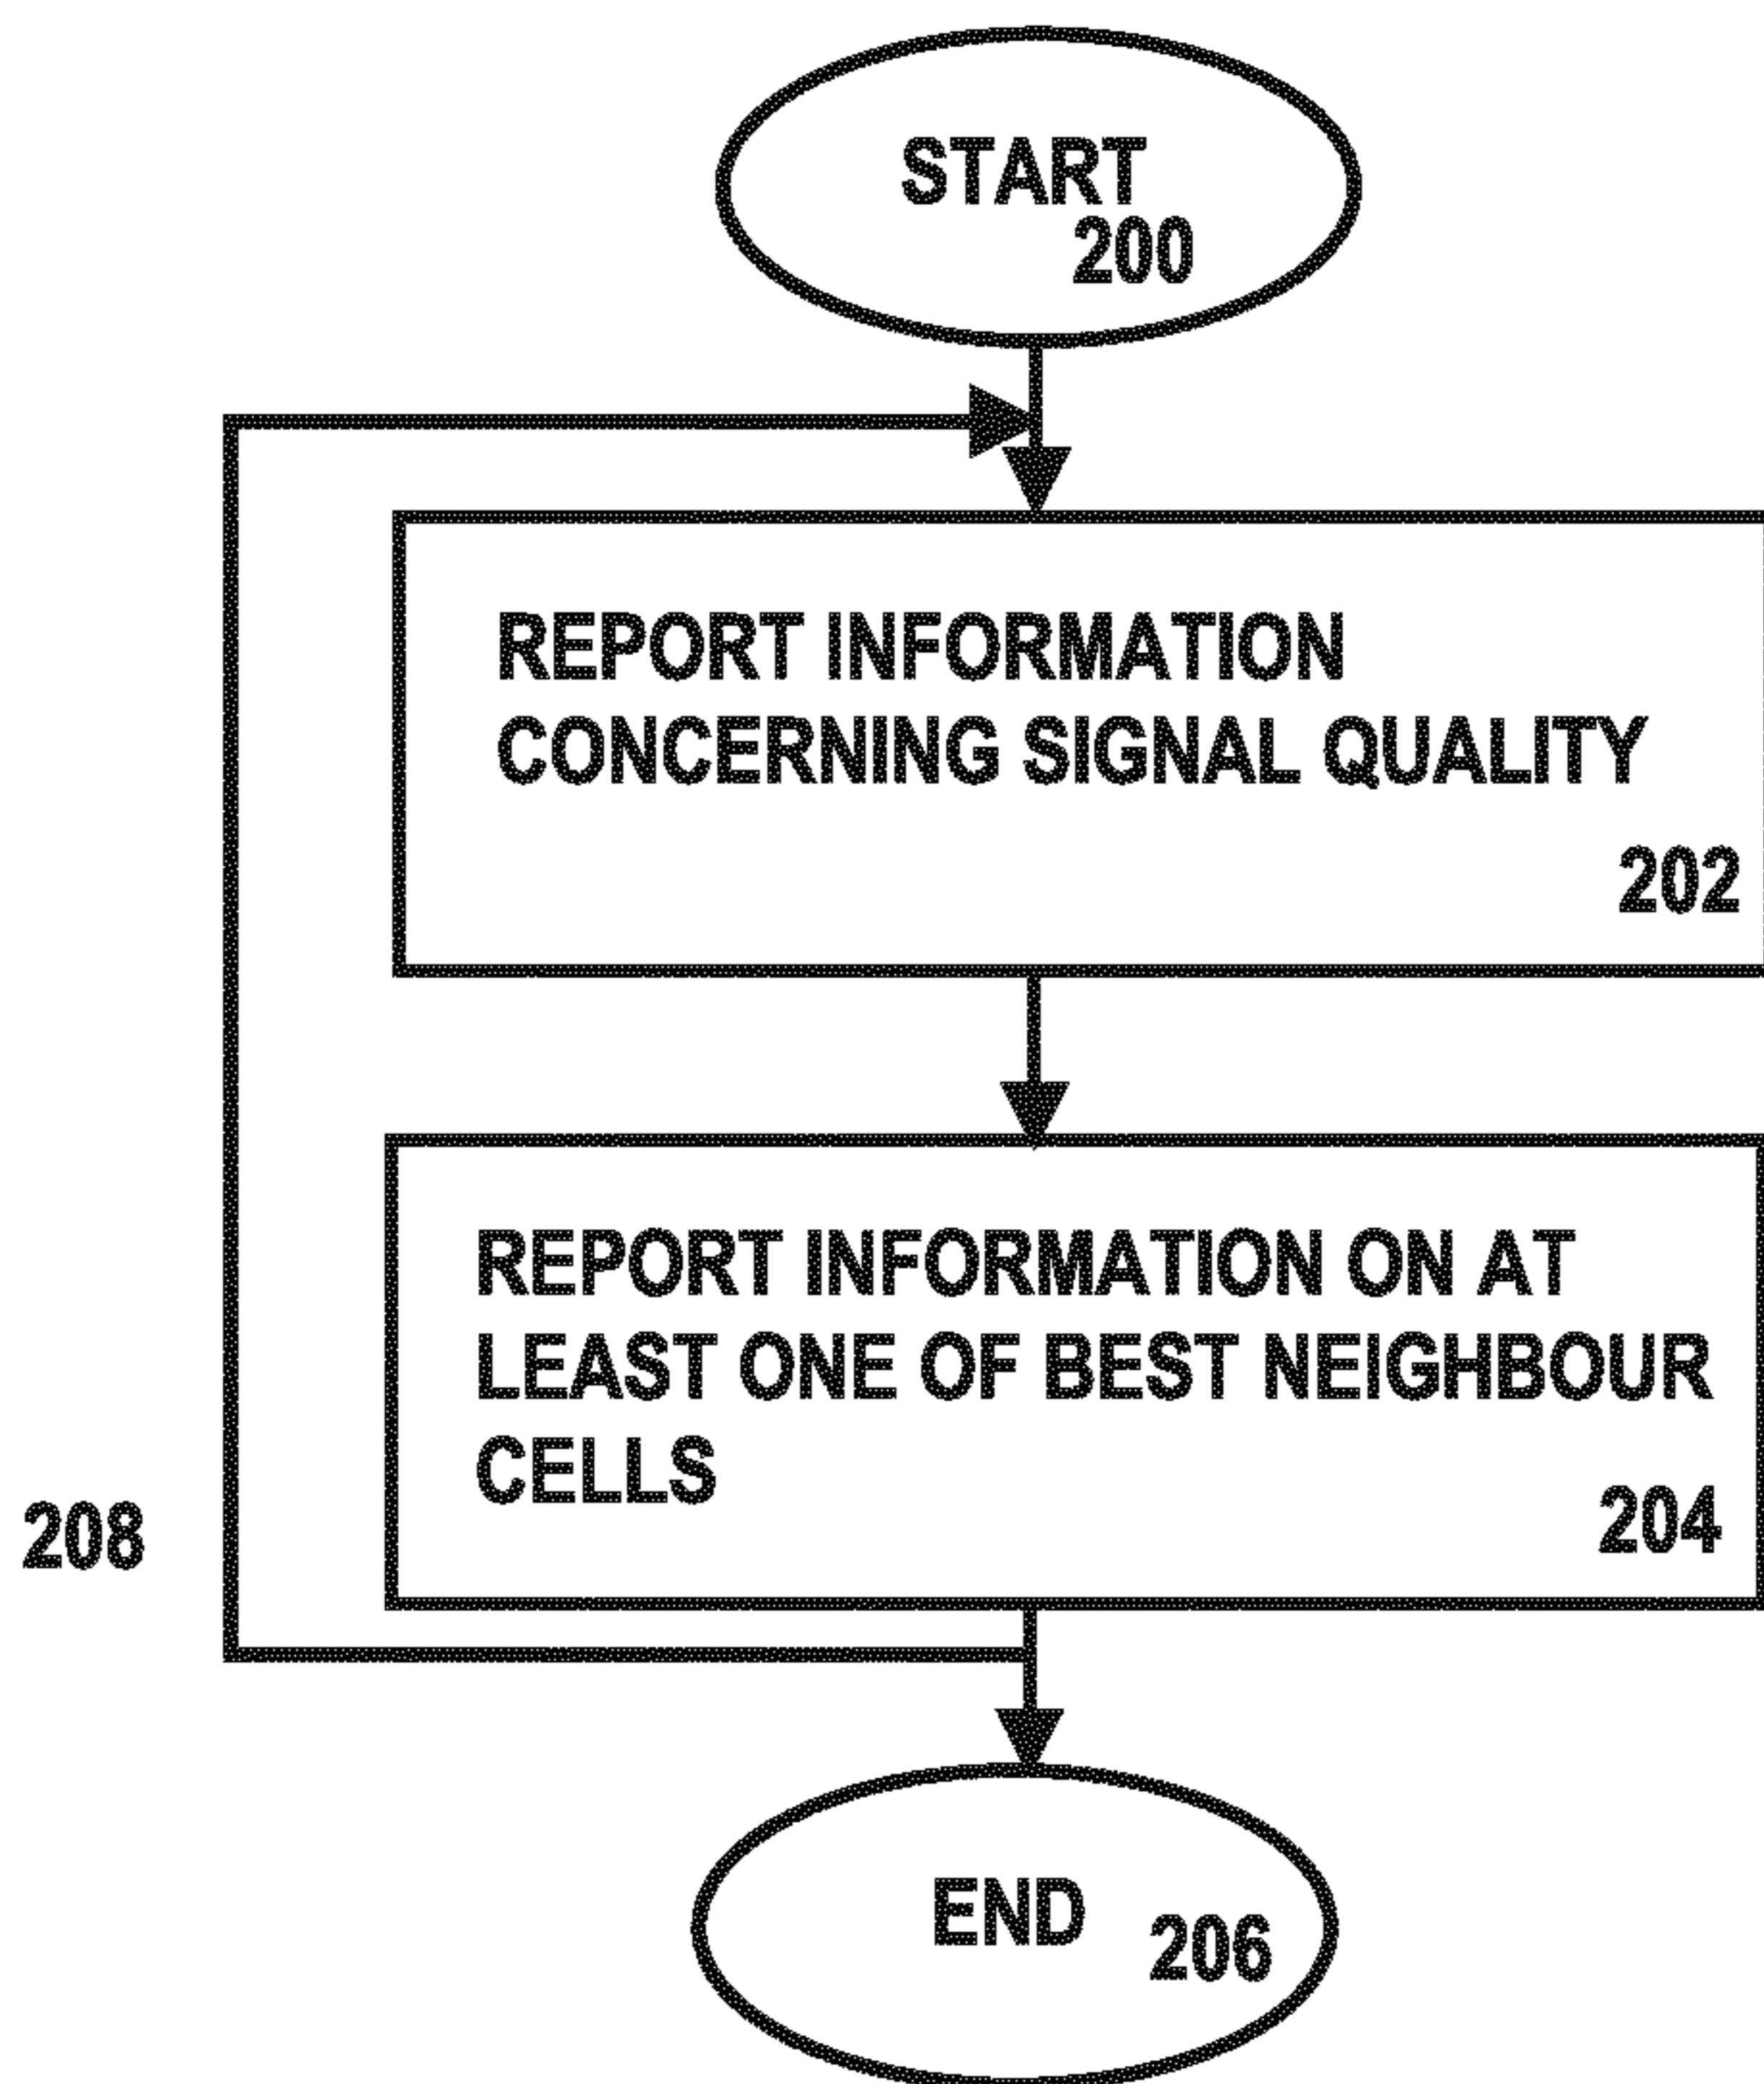 START
200
REPORT INFORMATION
CONCERNING SIGNAL QUALITY
202
REPORT INFORMATION ON AT
LEAST ONE OF BEST NEIGHBOUR
CELLS
204
208
END
206